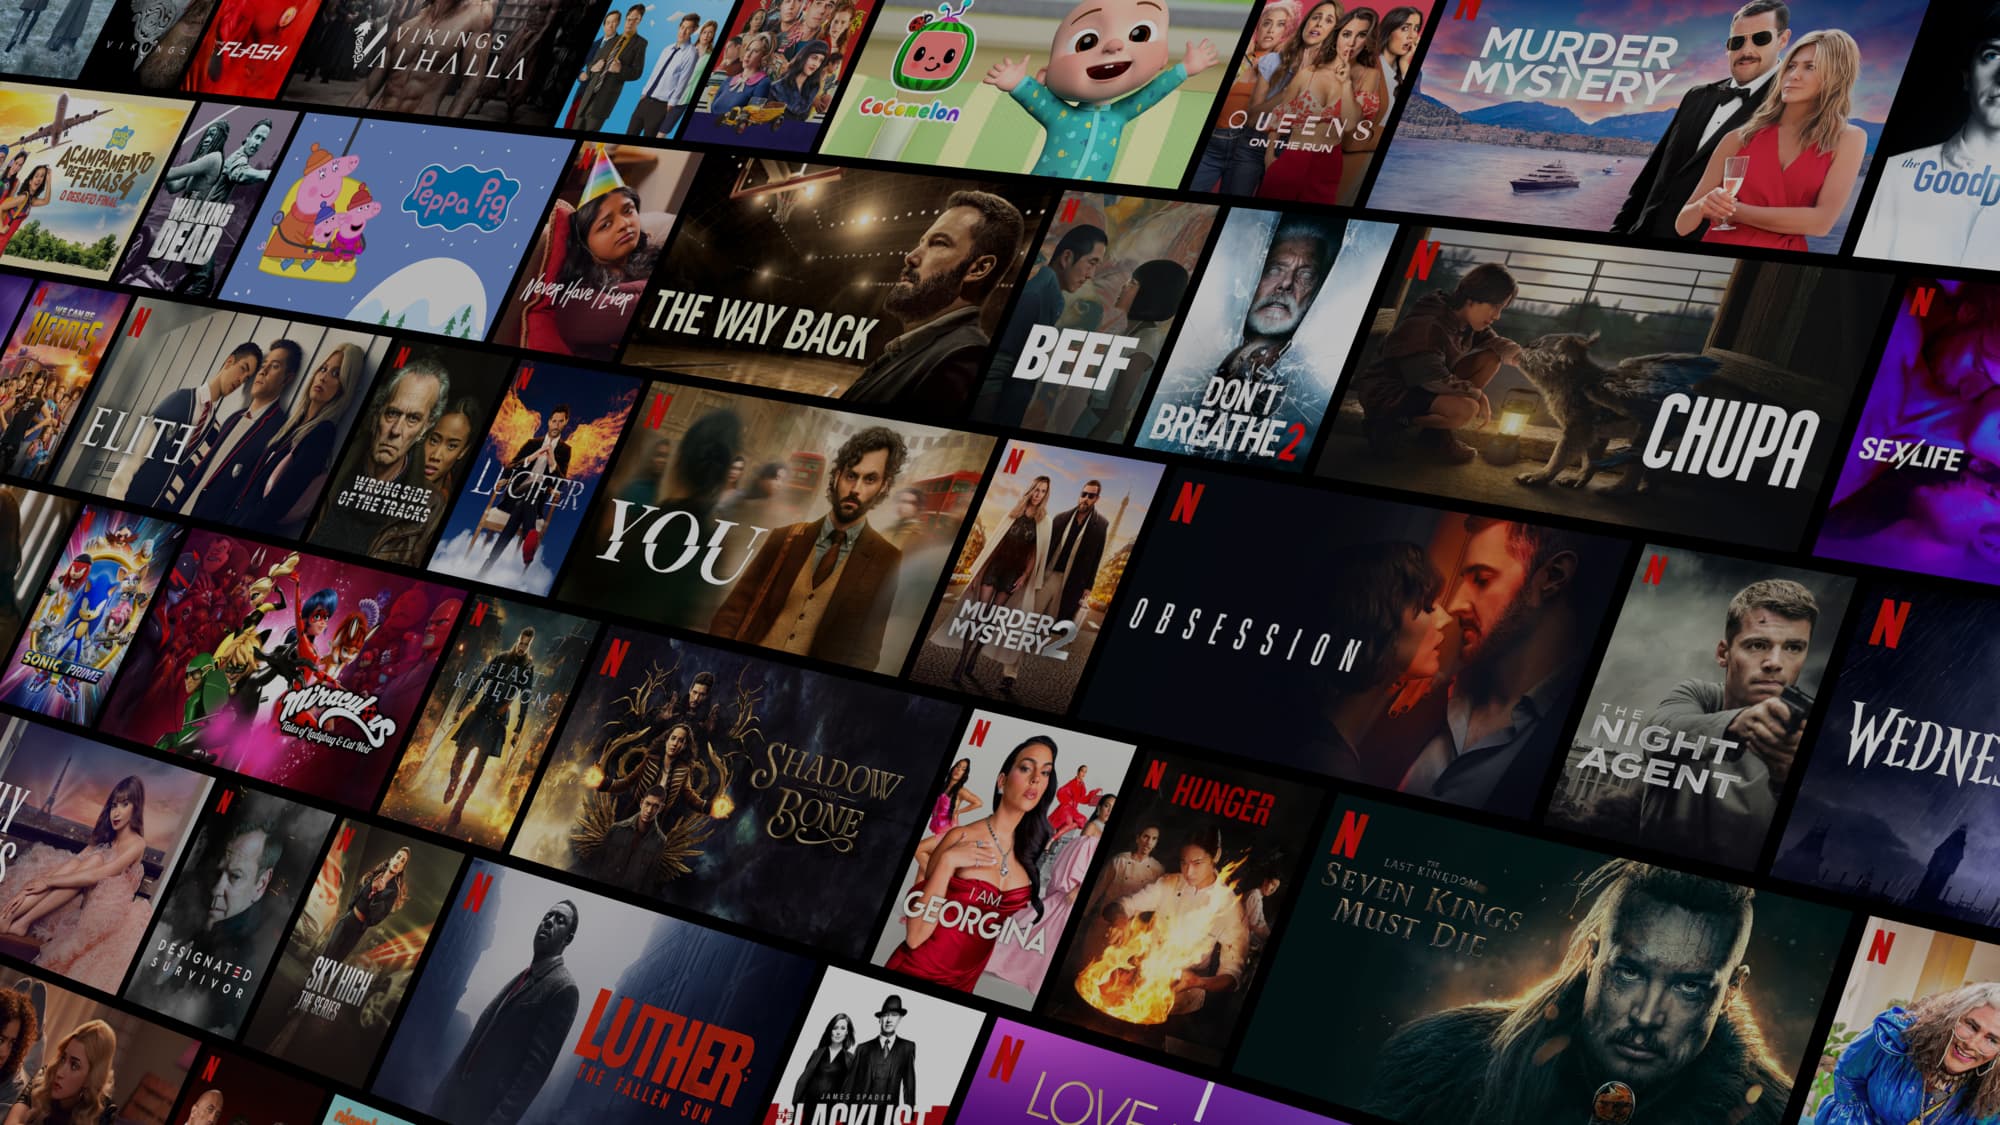 VIKINGS
FLASH
VIKINGS
VALHALLA
CoComelon
QUEENS
ON THE RUN
N
MURDER
MYSTERY
the
GoodD
ACAMPAMENTO
DE FÉRIAS 4
O DESAFIO FINAL
THE
WALKING
DEAD
Peppa Pig
N
Never Have I Ever
THE WAY BACK
N
BEEF
DON'T
BREATHE 2
N
CHUPA
N
SEX/LIFE
N
WE CAN BE
HEROES
N
ELITE
N
WRONG SIDE
OF THE TRACKS
N
LUCIFER
N
YOU
N
MURDER
MYSTERY 2
N
OBSESSION
N
THE
NIGHT
AGENT
N
WEDNES
N
SONIC PRIME
Miraculous
Tales of Ladybug & Cat Noir
N
THE LAST
KINGDOM
N
SHADOW
AND
BONE
N
I AM
GEORGINA
N
HUNGER
N
THE
LAST KINGDOM
SEVEN KINGS
MUST DIE
LY
S
N
DESIGNATED
SURVIVOR
N
SKY HIGH
THE SERIES
N
LUTHER:
THE FALLEN SUN
JAMES SPADER
THE
BLACKLIST
N
LOVE
N
N